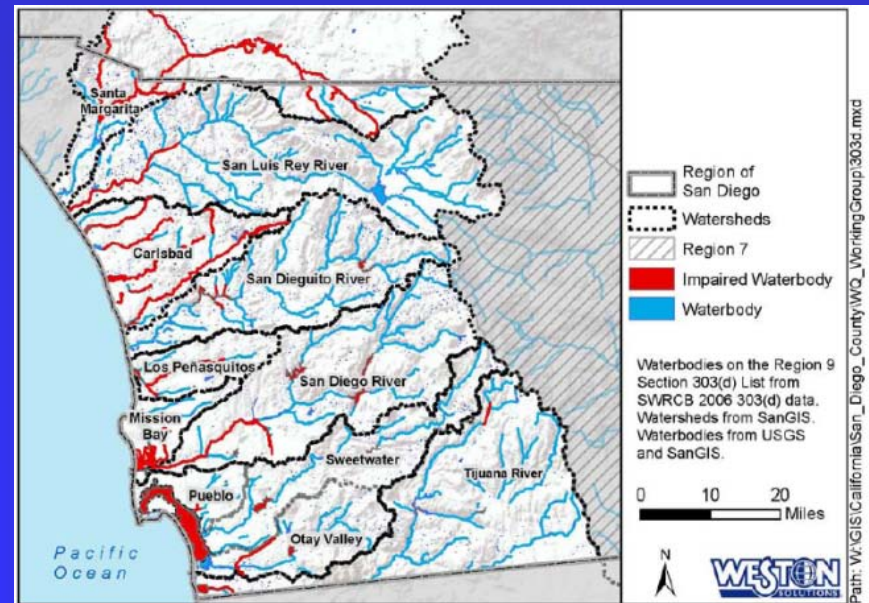 Santa
Margarita
San Luis Rey River
Carlsbad
San Dieguito River
Los Peñasquitos
San Diego River
Mission
Bay
Sweetwater
Tijuana River
Pueblo
Otay Valley
Pacific
Ocean
Region of
San Diego
Watersheds
Region 7
Impaired Waterbody
Waterbody
Waterbodies on the Region 9
Section 303(d) List from
SWRCB 2006 303(d) data.
Watersheds from SanGIS.
Waterbodies from USGS
and SanGIS.
0 10 20
Miles
N
WESTON
SOLUTIONS
Path: W:\GIS\California\San_Diego_County\WQ_WorkingGroup\303d.mxd